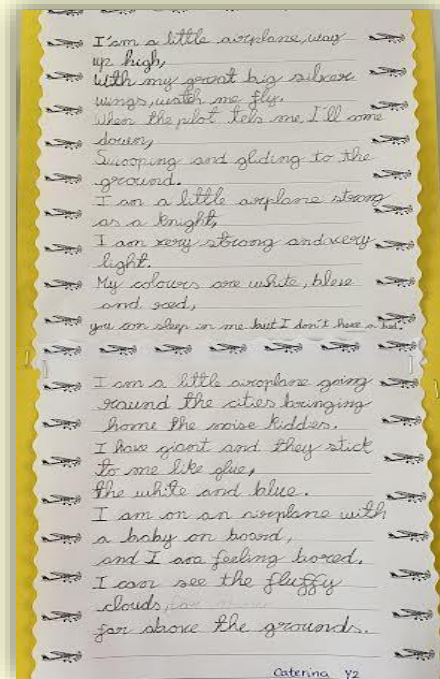 I'am a little airplane, way
up high,
With my great big silver
wings, watch me fly.
When the pilot tels me, I'll come
down,
Swooping and gliding to the
ground.
I am a little airplane strong
as a knight,
I am very strong and very
light.
My colours are white, blue
and red,
you can sleep in me but I don't have a bed.
I am a little aeroplane going
round the cities bringing
home the noise kiddies.
I have giant and they stick
to me like glue,
the white and blue.
I am on an airplane with
a baby on board,
and I am feeling bored.
I can see the fluffy
clouds,
far above the grounds.
Caterina Y2